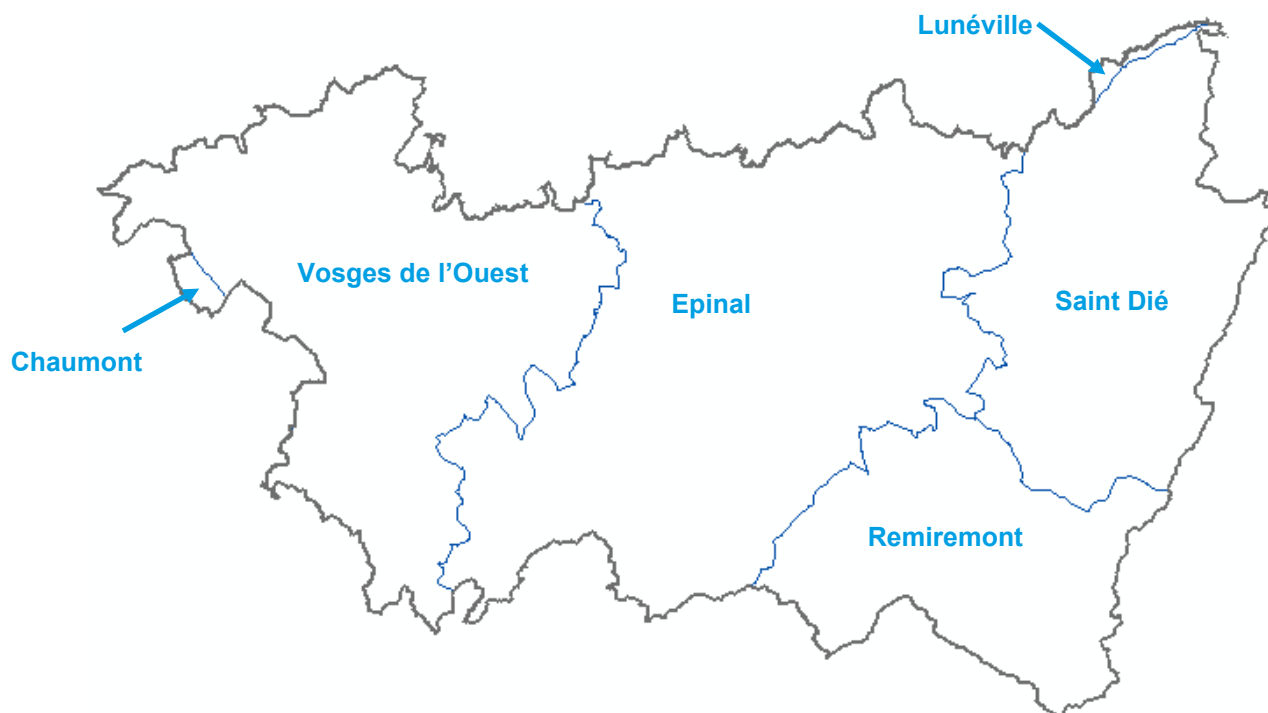 Lunéville
Vosges de l’Ouest
Epinal
Saint Dié
Chaumont
Remiremont